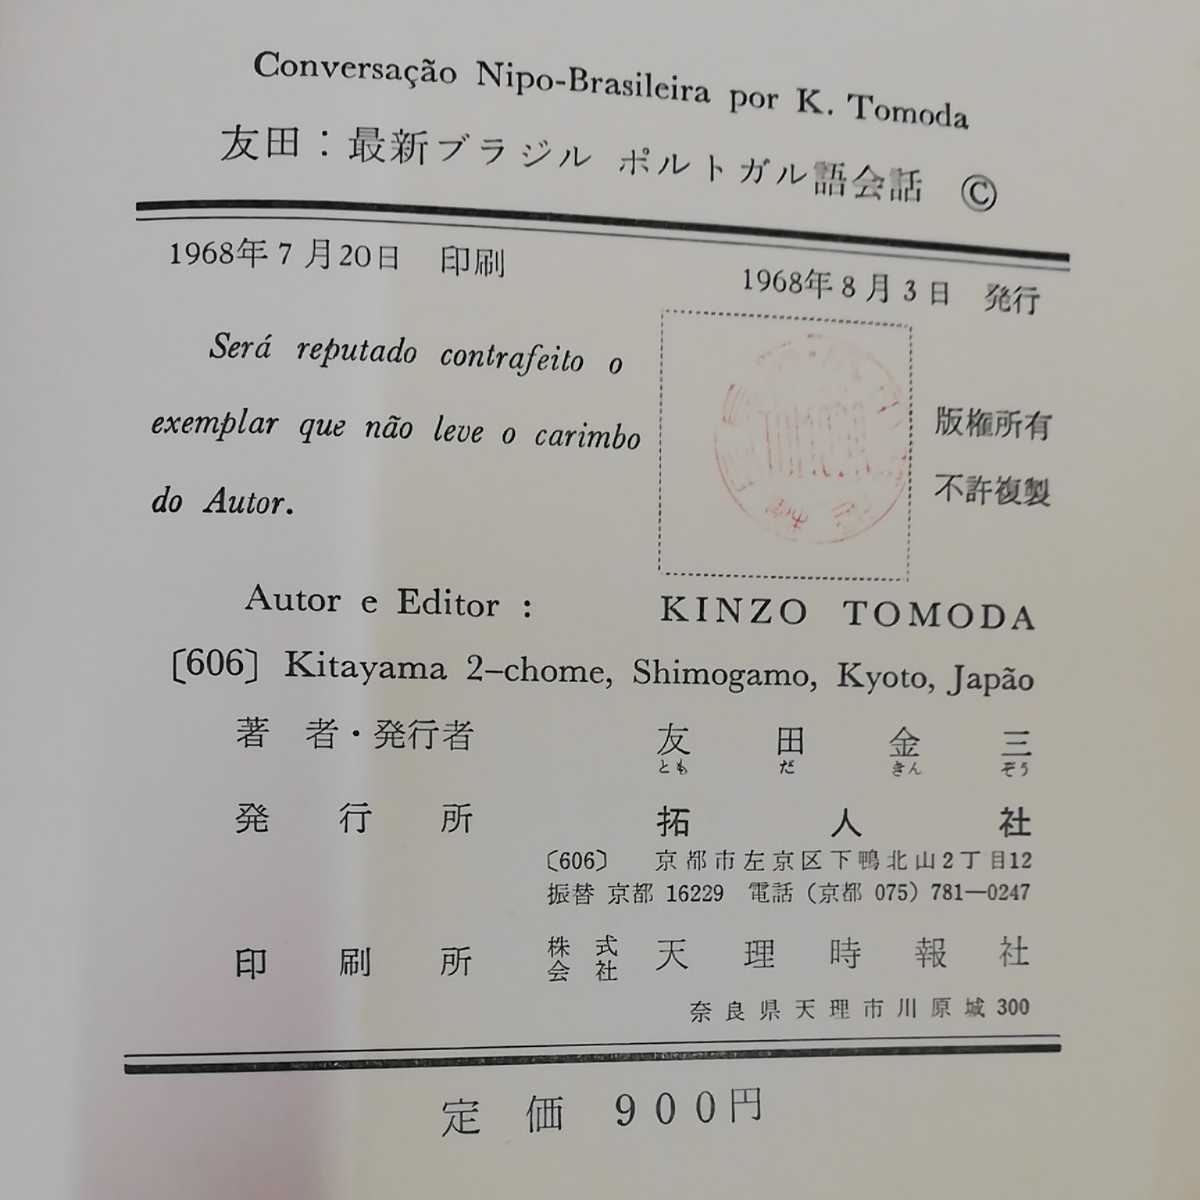 Conversação Nipo-Brasileira por K. Tomoda
友田：最新ブラジル ポルトガル語会話 Ⓒ
1968年7月20日 印刷
1968年8月3日 発行
Será reputado contrafeito o
exemplar que não leve o carimbo
do Autor.
TOMODA
版権所有
不許複製
Autor e Editor : KINZO TOMODA
〔606〕 Kitayama 2–chome, Shimogamo, Kyoto, Japão
著者・発行者 友田金三
とも だ きん ぞう
発行所 拓人社
〔606〕 京都市左京区下鴨北山2丁目12
振替 京都 16229 電話（京都 075）781—0247
印刷所 株式会社 天理時報社
奈良県天理市川原城 300
定価 900円